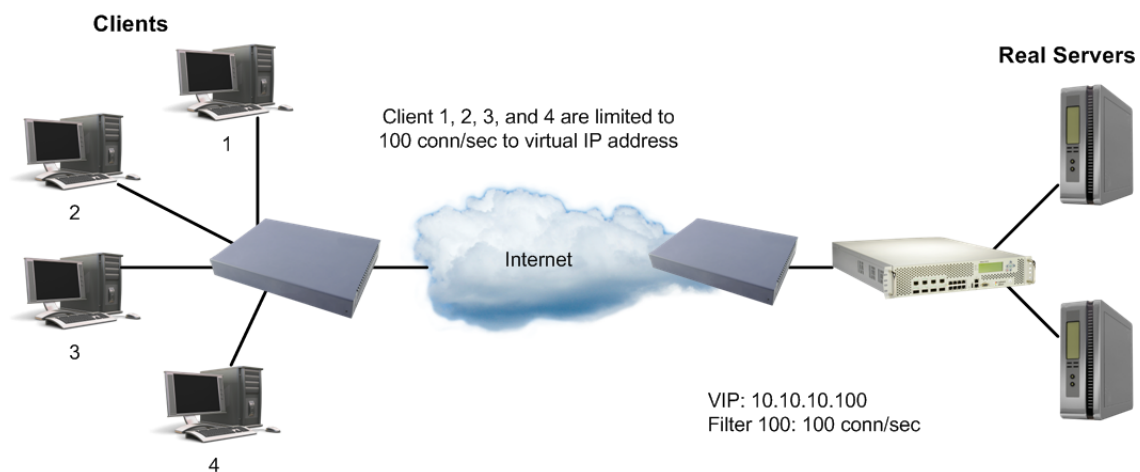 Clients
Real Servers
1
Client 1, 2, 3, and 4 are limited to
100 conn/sec to virtual IP address
2
Internet
3
VIP: 10.10.10.100
Filter 100: 100 conn/sec
4